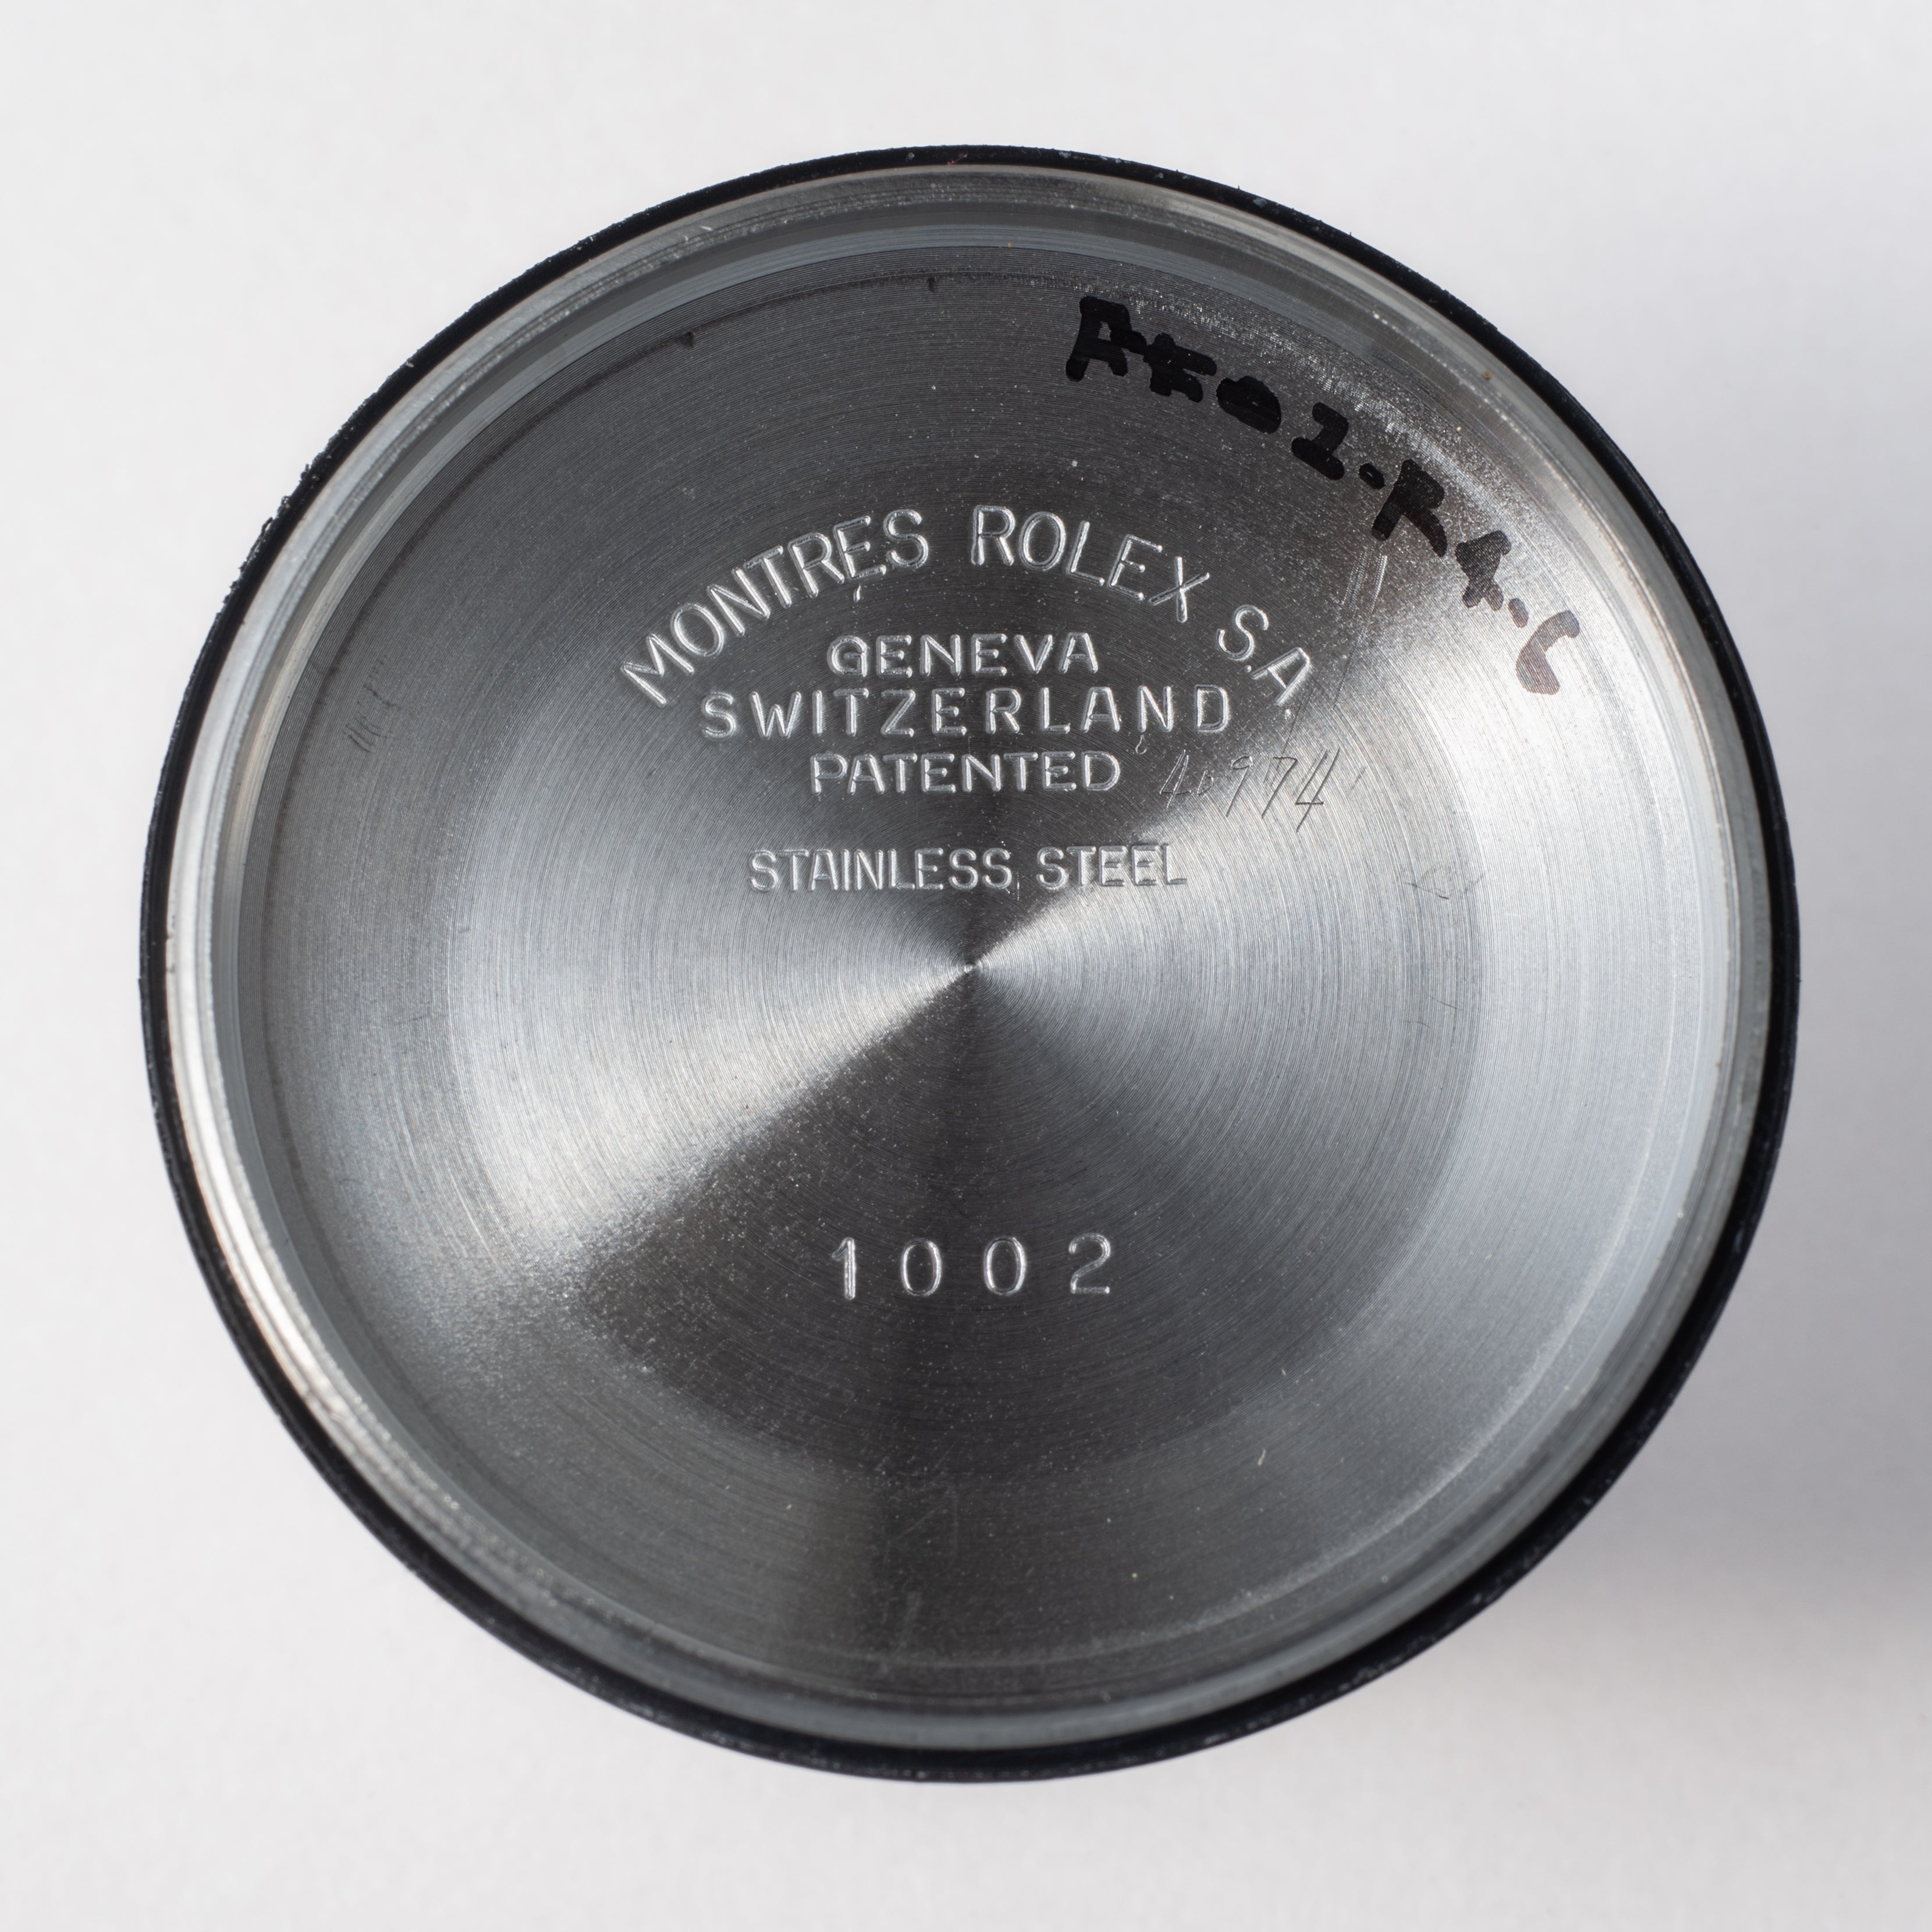 MONTRES ROLEX S.A.
GENEVA
SWITZERLAND
PATENTED
STAINLESS STEEL
1002